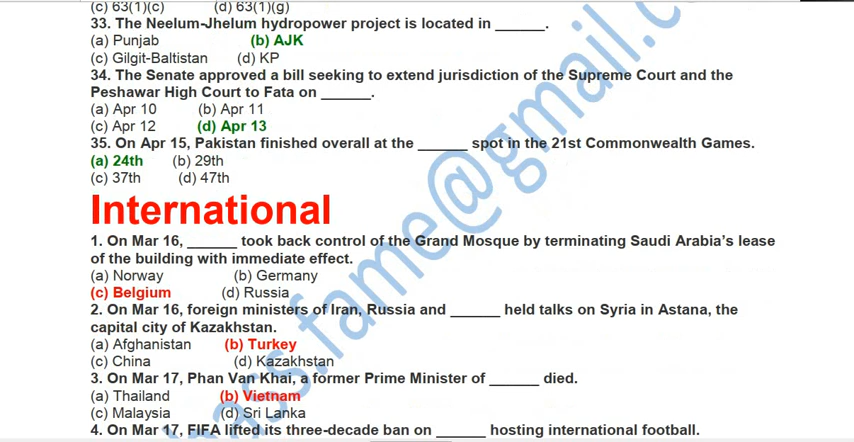 (c) 63(1)(c) (d) 63(1)(g)
33. The Neelum-Jhelum hydropower project is located in ______.
(a) Punjab (b) AJK
(c) Gilgit-Baltistan (d) KP
34. The Senate approved a bill seeking to extend jurisdiction of the Supreme Court and the
Peshawar High Court to Fata on ______.
(a) Apr 10 (b) Apr 11
(c) Apr 12 (d) Apr 13
35. On Apr 15, Pakistan finished overall at the ______ spot in the 21st Commonwealth Games.
(a) 24th (b) 29th
(c) 37th (d) 47th
International
1. On Mar 16, ______ took back control of the Grand Mosque by terminating Saudi Arabia's lease
of the building with immediate effect.
(a) Norway (b) Germany
(c) Belgium (d) Russia
2. On Mar 16, foreign ministers of Iran, Russia and ______ held talks on Syria in Astana, the
capital city of Kazakhstan.
(a) Afghanistan (b) Turkey
(c) China (d) Kazakhstan
3. On Mar 17, Phan Van Khai, a former Prime Minister of ______ died.
(a) Thailand (b) Vietnam
(c) Malaysia (d) Sri Lanka
4. On Mar 17, FIFA lifted its three-decade ban on ______ hosting international football.